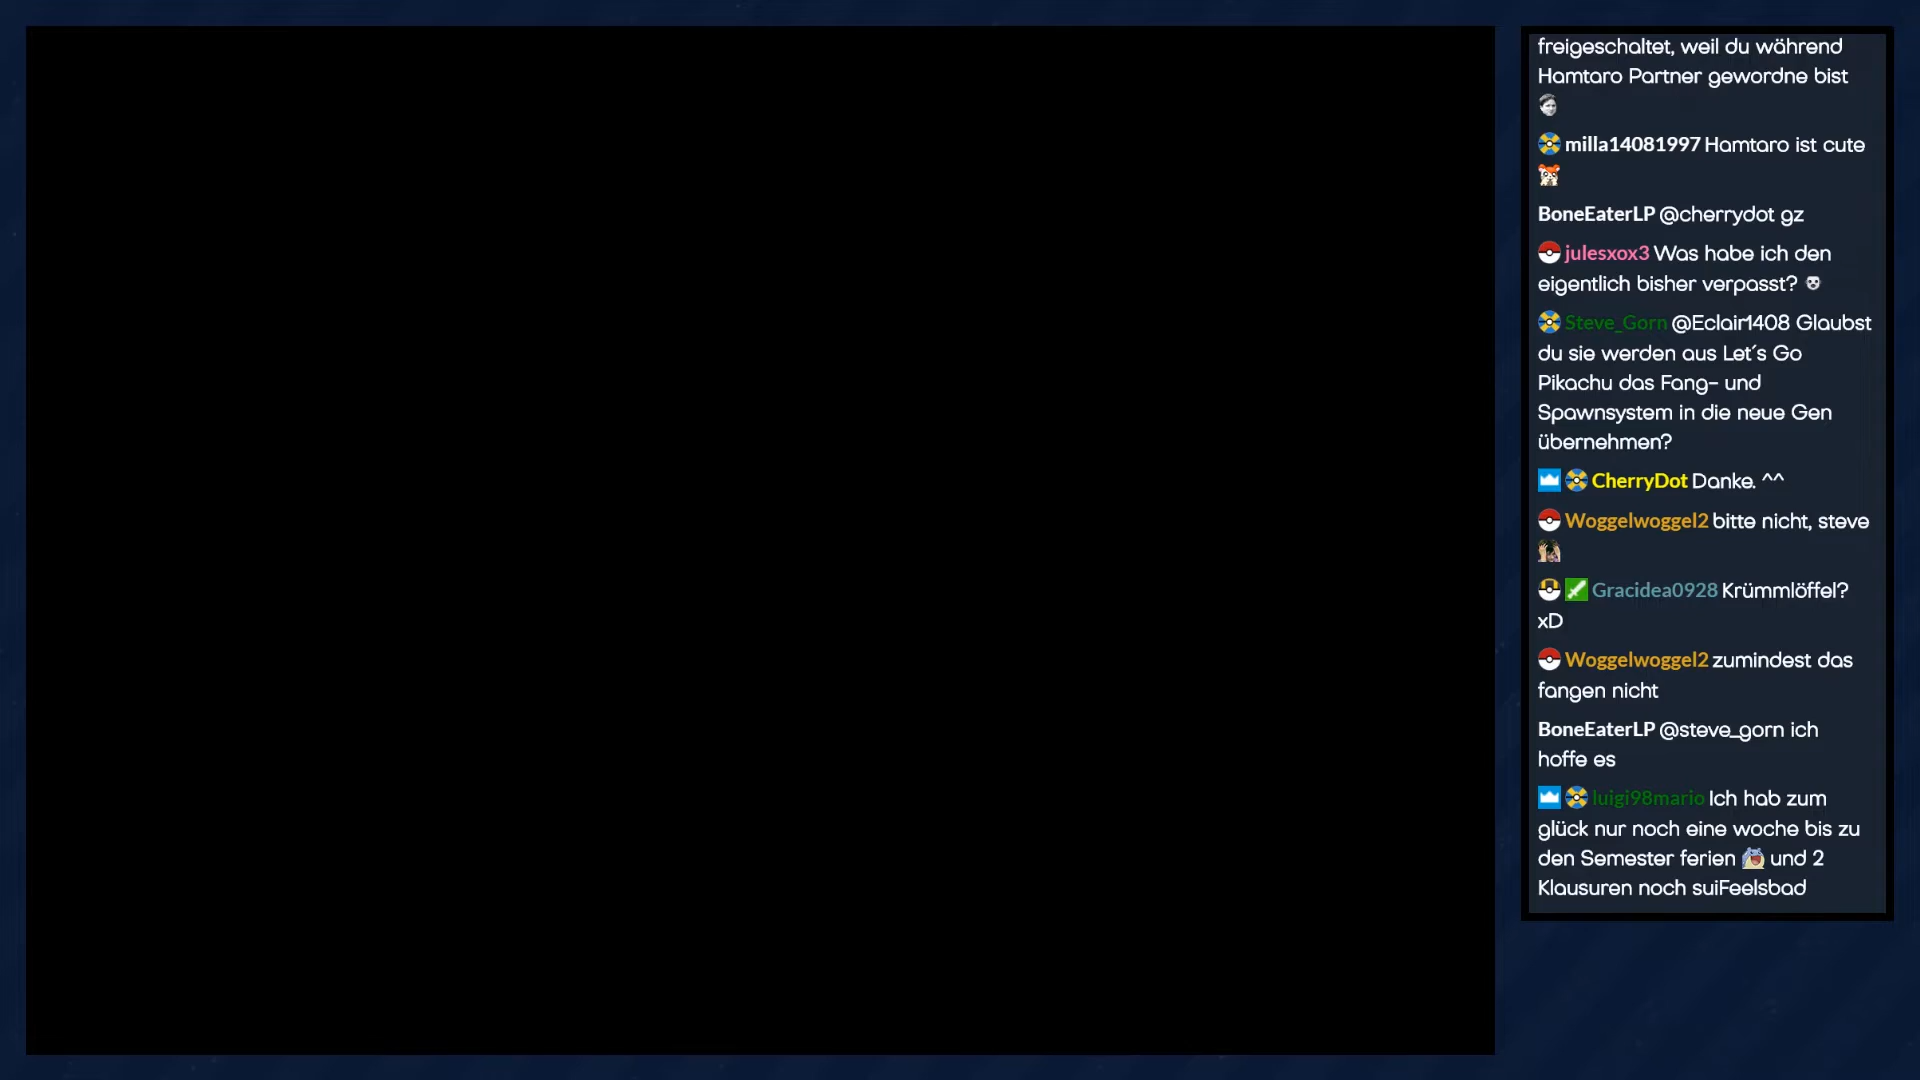 freigeschaltet, weil du während
Hamtaro Partner gewordne bist
milla14081997 Hamtaro ist cute
BoneEaterLP @cherrydot gz
julesxox3 Was habe ich den
eigentlich bisher verpasst?
Steve_Gorn @Eclair1408 Glaubst
du sie werden aus Let´s Go
Pikachu das Fang- und
Spawnsystem in die neue Gen
übernehmen?
CherryDot Danke. ^^
Woggelwoggel2 bitte nicht, steve
Gracidea0928 Krümmlöffel?
xD
Woggelwoggel2 zumindest das
fangen nicht
BoneEaterLP @steve_gorn ich
hoffe es
luigi98mario Ich hab zum
glück nur noch eine woche bis zu
den Semester ferien und 2
Klausuren noch suiFeelsbad